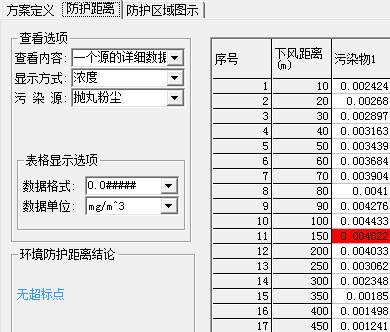 方案定义 防护距离 防护区域图示
查看选项
查看内容: 一个源的详细数据
显示方式: 浓度
污 染 源: 抛丸粉尘
表格显示选项
数据格式: 0.0#####
数据单位: mg/m^3
环境防护距离结论
无超标点
序号 下风距离(m) 污染物1
1 10 0.002424
2 20 0.00268
3 30 0.002897
4 40 0.003163
5 50 0.003439
6 60 0.003684
7 70 0.003904
8 80 0.0041
9 90 0.004276
10 100 0.004433
11 150 0.004822
12 200 0.004033
13 250 0.003062
14 300 0.002348
15 350 0.00185
16 400 0.001498
17 450 0.001241